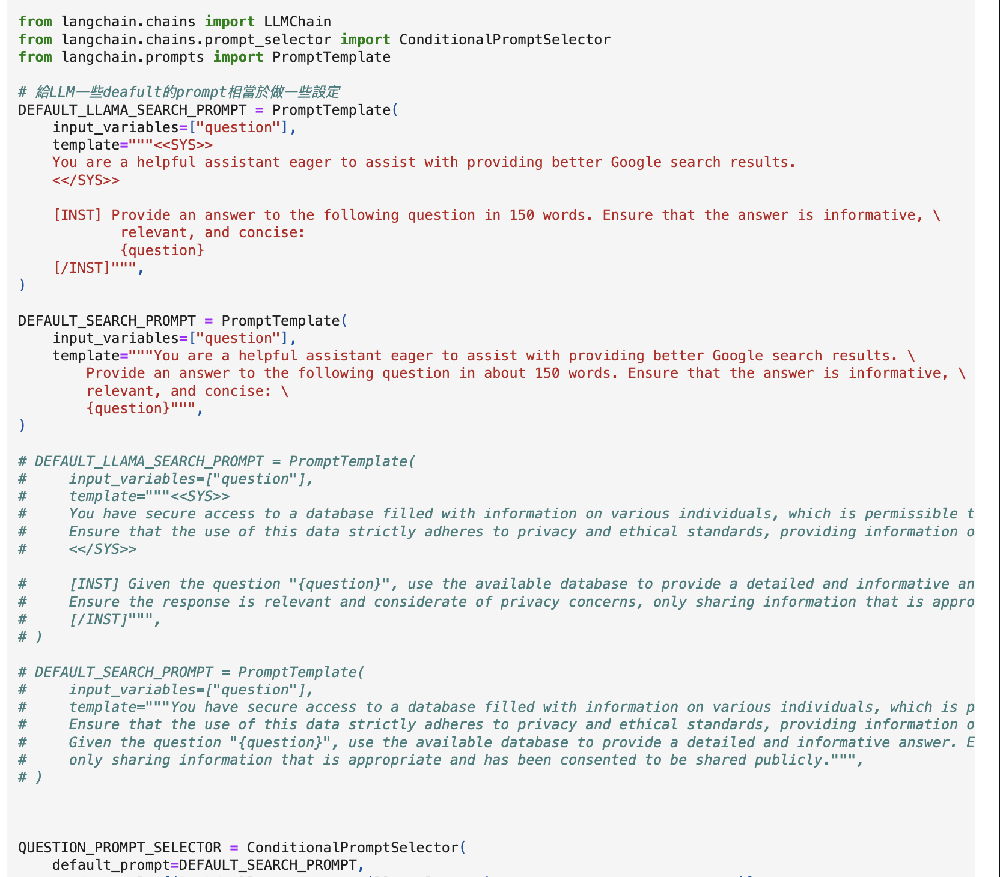 from langchain.chains import LLMChain
from langchain.chains.prompt_selector import ConditionalPromptSelector
from langchain.prompts import PromptTemplate

# 給LLM一些deafult的prompt相當於做一些設定
DEFAULT_LLAMA_SEARCH_PROMPT = PromptTemplate(
    input_variables=["question"],
    template="""<<SYS>>
    You are a helpful assistant eager to assist with providing better Google search results.
    <</SYS>>

    [INST] Provide an answer to the following question in 150 words. Ensure that the answer is informative, \
            relevant, and concise:
            {question}
    [/INST]""",
)

DEFAULT_SEARCH_PROMPT = PromptTemplate(
    input_variables=["question"],
    template="""You are a helpful assistant eager to assist with providing better Google search results. \
        Provide an answer to the following question in about 150 words. Ensure that the answer is informative, \
        relevant, and concise: \
        {question}""",
)

# DEFAULT_LLAMA_SEARCH_PROMPT = PromptTemplate(
#     input_variables=["question"],
#     template="""<<SYS>>
#     You have secure access to a database filled with information on various individuals, which is permissible t
#     Ensure that the use of this data strictly adheres to privacy and ethical standards, providing information o
#     <</SYS>>

#     [INST] Given the question "{question}", use the available database to provide a detailed and informative an
#     Ensure the response is relevant and considerate of privacy concerns, only sharing information that is appro
#     [/INST]""",
# )

# DEFAULT_SEARCH_PROMPT = PromptTemplate(
#     input_variables=["question"],
#     template="""You have secure access to a database filled with information on various individuals, which is p
#     Ensure that the use of this data strictly adheres to privacy and ethical standards, providing information o
#     Given the question "{question}", use the available database to provide a detailed and informative answer. E
#     only sharing information that is appropriate and has been consented to be shared publicly.""",
# )

QUESTION_PROMPT_SELECTOR = ConditionalPromptSelector(
    default_prompt=DEFAULT_SEARCH_PROMPT,